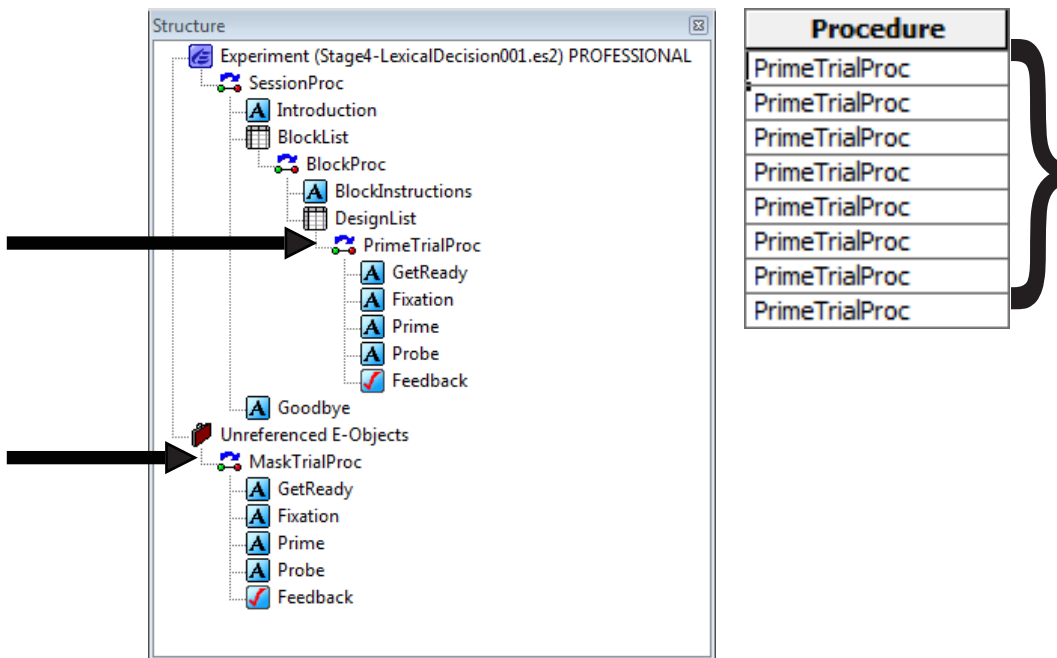 Structure
Experiment (Stage4-LexicalDecision001.es2) PROFESSIONAL
SessionProc
Introduction
BlockList
BlockProc
BlockInstructions
DesignList
PrimeTrialProc
GetReady
Fixation
Prime
Probe
Feedback
Goodbye
Unreferenced E-Objects
MaskTrialProc
GetReady
Fixation
Prime
Probe
Feedback
Procedure
PrimeTrialProc
PrimeTrialProc
PrimeTrialProc
PrimeTrialProc
PrimeTrialProc
PrimeTrialProc
PrimeTrialProc
PrimeTrialProc